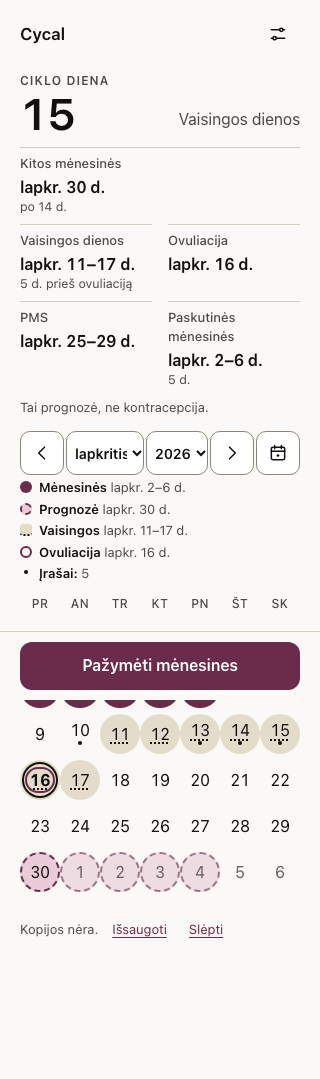 Cycal
CIKLO DIENA
15
Vaisingos dienos
Kitos mėnesinės
lapkr. 30 d.
po 14 d.
Vaisingos dienos
lapkr. 11–17 d.
5 d. prieš ovuliaciją
Ovuliacija
lapkr. 16 d.
PMS
lapkr. 25–29 d.
Paskutinės
mėnesinės
lapkr. 2–6 d.
5 d.
Tai prognozė, ne kontracepcija.
lapkritis 2026
Mėnesinės lapkr. 2–6 d.
Prognozė lapkr. 30 d.
Vaisingos lapkr. 11–17 d.
Ovuliacija lapkr. 16 d.
Įrašai: 5
PR AN TR KT PN ŠT SK
Pažymėti mėnesines
9 10 11 12 13 14 15
16 17 18 19 20 21 22
23 24 25 26 27 28 29
30 1 2 3 4 5 6
Kopijos nėra. Išsaugoti Slėpti